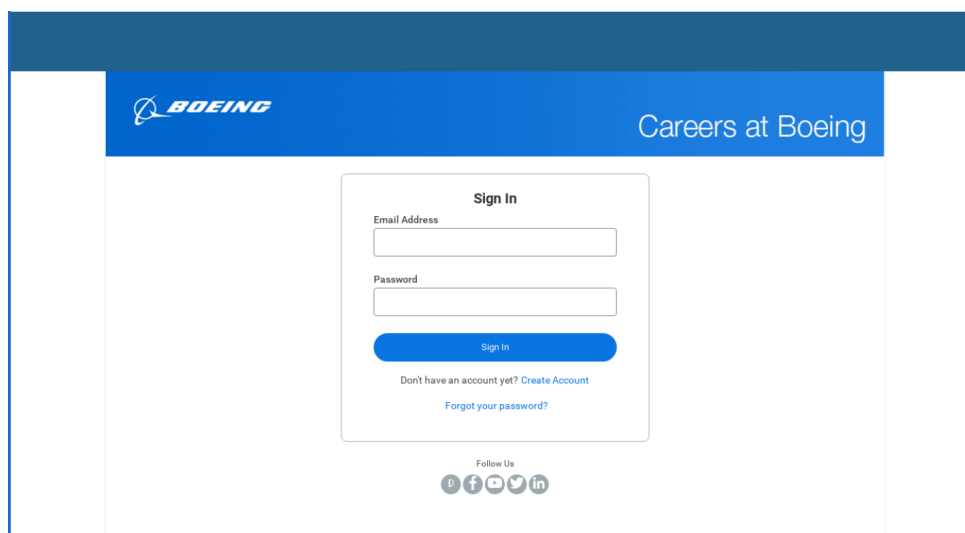 BOEING
Careers at Boeing
Sign In
Email Address
Password
Sign In
Don't have an account yet? Create Account
Forgot your password?
Follow Us